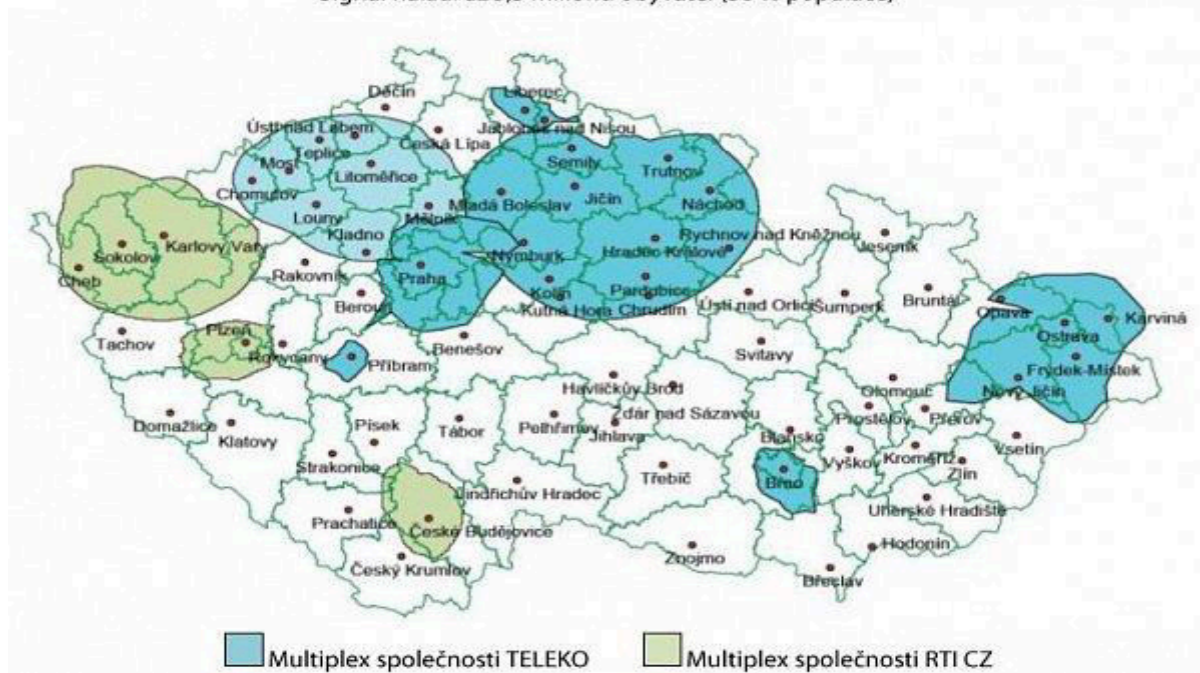 Děčín
Liberec
Ústí nad Labem
Jablonec nad Nisou
Teplice
Česká Lípa
Most
Semily
Trutnov
Chomutov
Litoměřice
Louny
Mělník
Mladá Boleslav
Jičín
Náchod
Karlovy Vary
Kladno
Sokolov
Nymburk
Hradec Králové
Rychnov nad Kněžnou
Jeseník
Cheb
Rakovník
Praha
Kolín
Pardubice
Beroun
Kutná Hora
Chrudim
Ústí nad Orlicí
Šumperk
Bruntál
Opava
Karviná
Ostrava
Tachov
Plzeň
Rokycany
Příbram
Benešov
Svitavy
Frýdek-Místek
Havlíčkův Brod
Olomouc
Nový Jičín
Domažlice
Klatovy
Písek
Tábor
Pelhřimov
Jihlava
Žďár nad Sázavou
Prostějov
Přerov
Blansko
Strakonice
Vyškov
Kroměříž
Vsetín
Jindřichův Hradec
Třebíč
Brno
Zlín
Prachatice
České Budějovice
Uherské Hradiště
Český Krumlov
Znojmo
Hodonín
Břeclav
Multiplex společnosti TELEKO
Multiplex společnosti RTI CZ